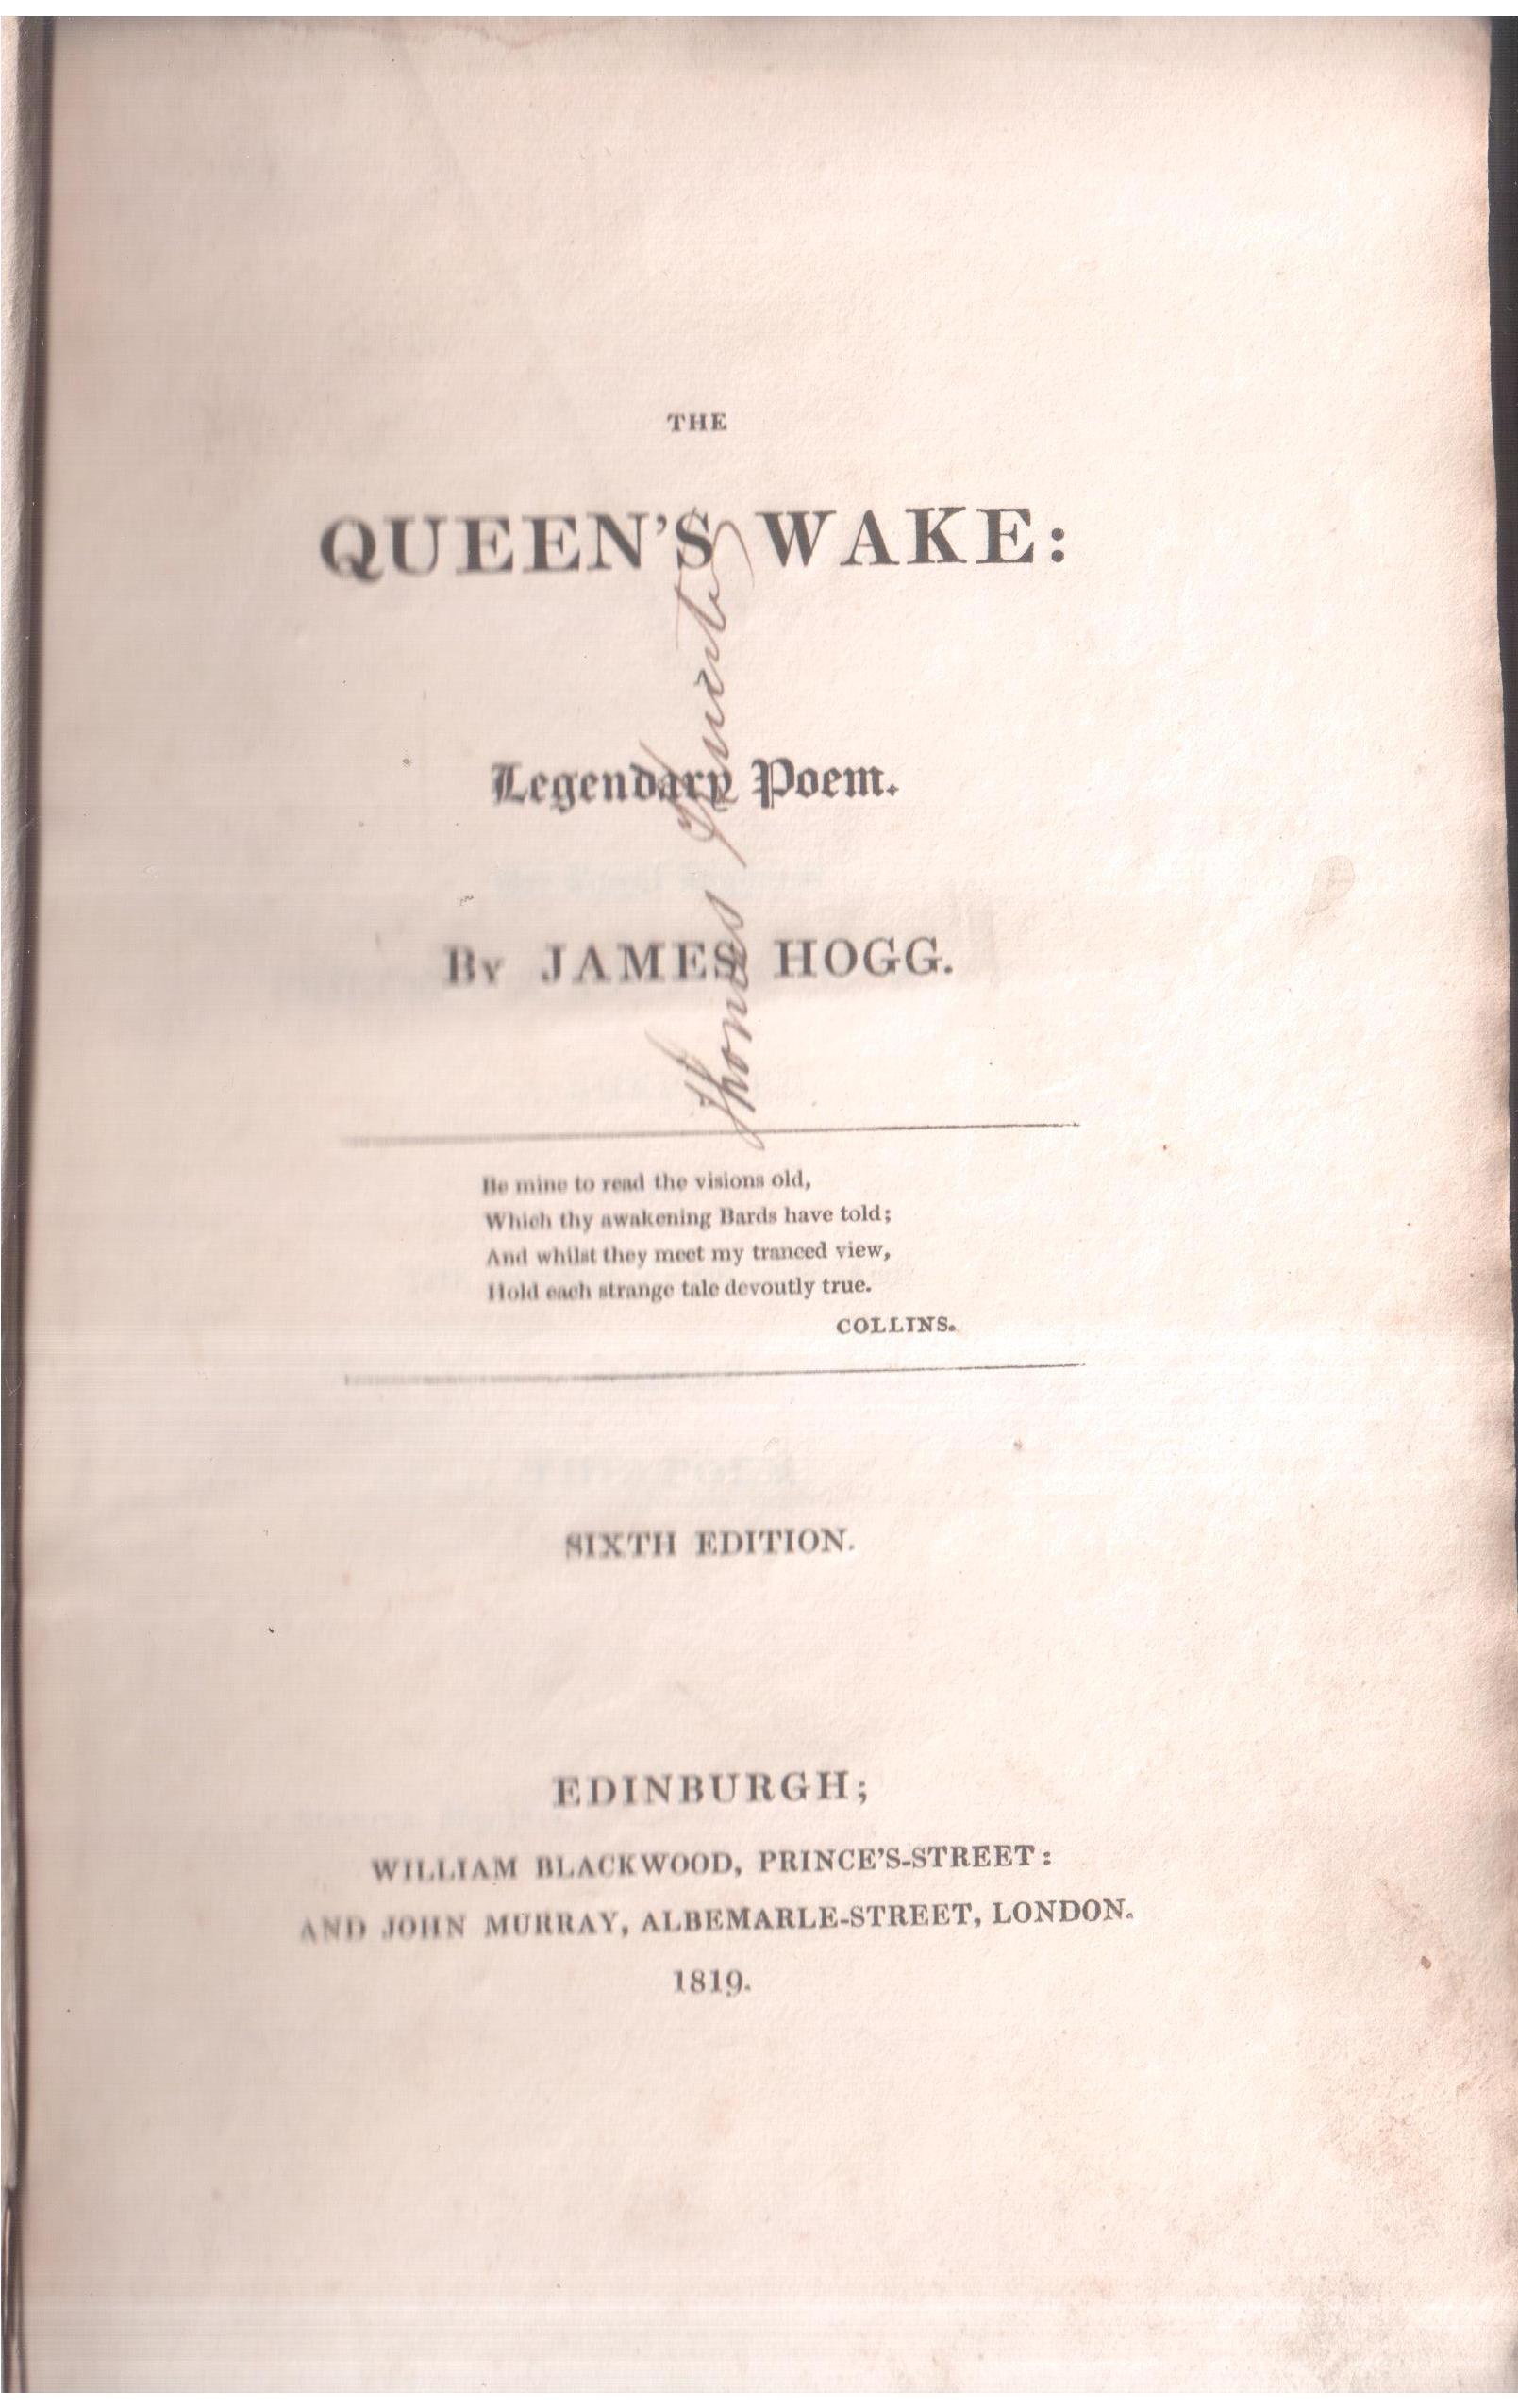 THE
QUEEN'S WAKE:
Legendary Poem.
BY JAMES HOGG.
Thomas
Be mine to read the visions old,
Which thy awakening Bards have told;
And whilst they meet my tranced view,
Hold each strange tale devoutly true.
COLLINS.
SIXTH EDITION.
EDINBURGH;
WILLIAM BLACKWOOD, PRINCE'S-STREET:
AND JOHN MURRAY, ALBEMARLE-STREET, LONDON.
1819.